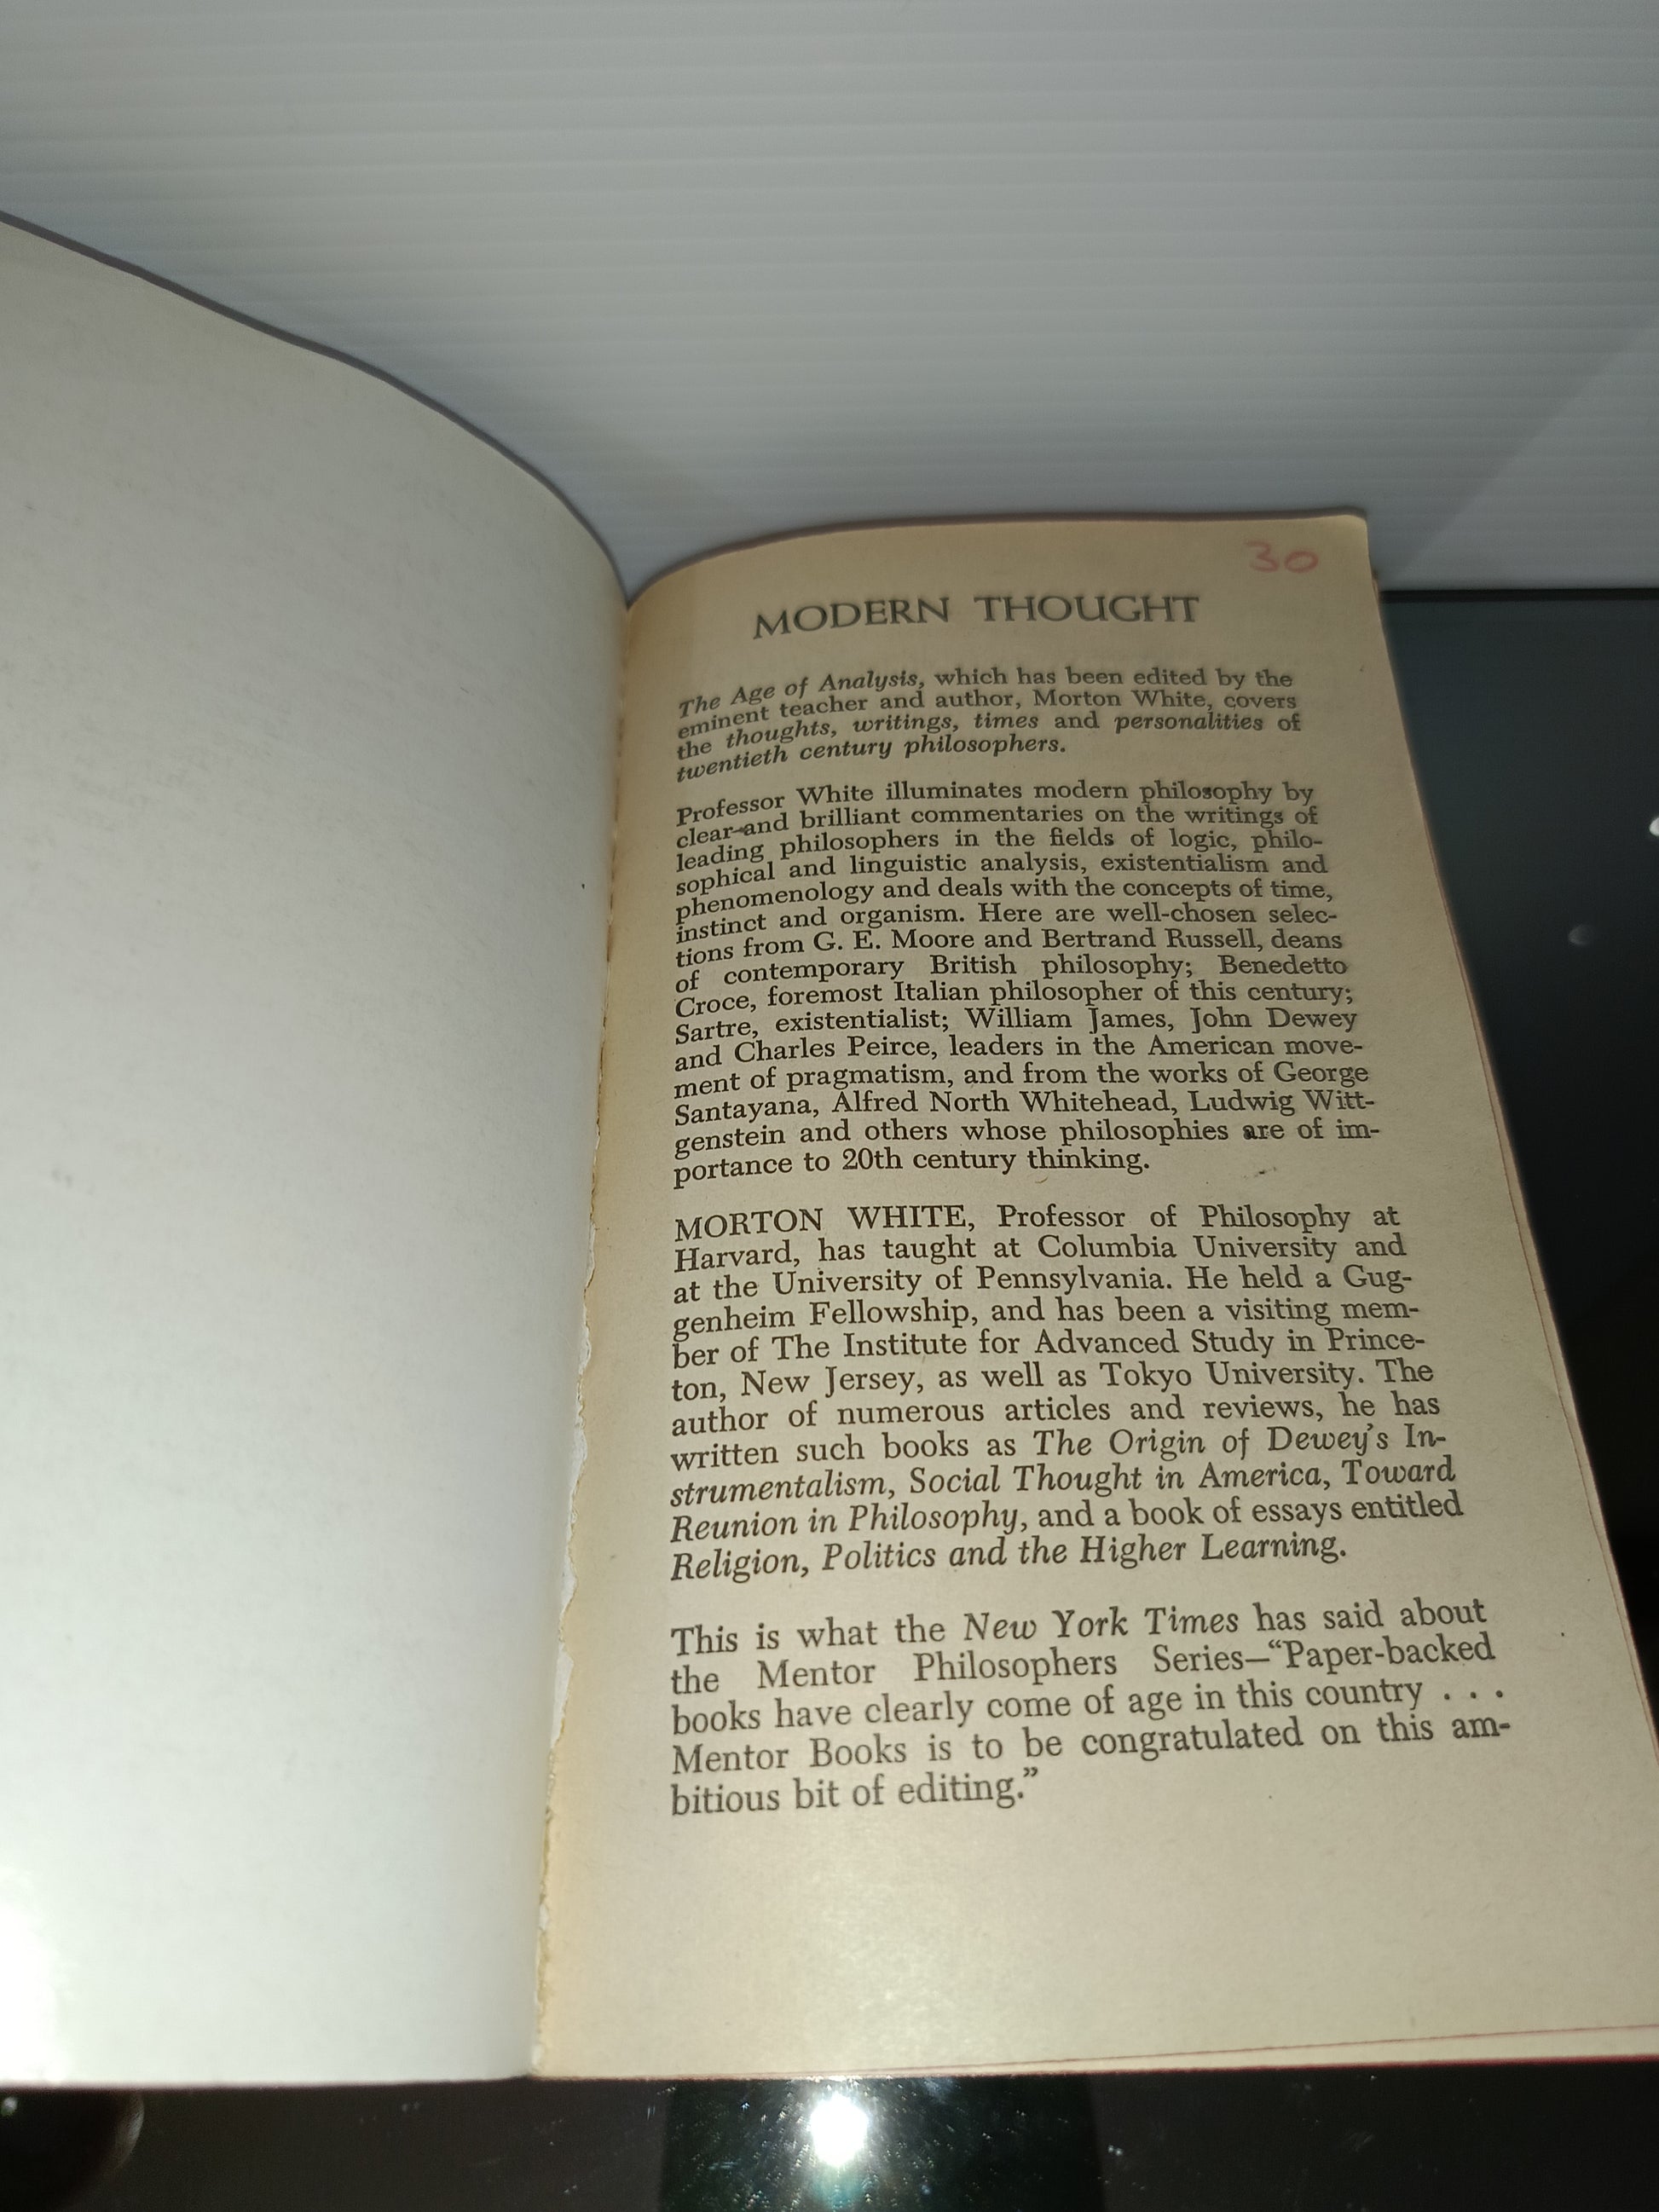 30
MODERN THOUGHT
The Age of Analysis, which has been edited by the
eminent teacher and author, Morton White, covers
the thoughts, writings, times and personalities of
twentieth century philosophers.
Professor White illuminates modern philosophy by
clear and brilliant commentaries on the writings of
leading philosophers in the fields of logic, philo-
sophical and linguistic analysis, existentialism and
phenomenology and deals with the concepts of time,
instinct and organism. Here are well-chosen selec-
tions from G. E. Moore and Bertrand Russell, deans
of contemporary British philosophy; Benedetto
Croce, foremost Italian philosopher of this century;
Sartre, existentialist; William James, John Dewey
and Charles Peirce, leaders in the American move-
ment of pragmatism, and from the works of George
Santayana, Alfred North Whitehead, Ludwig Witt-
genstein and others whose philosophies are of im-
portance to 20th century thinking.
MORTON WHITE, Professor of Philosophy at
Harvard, has taught at Columbia University and
at the University of Pennsylvania. He held a Gug-
genheim Fellowship, and has been a visiting mem-
ber of The Institute for Advanced Study in Prince-
ton, New Jersey, as well as Tokyo University. The
author of numerous articles and reviews, he has
written such books as The Origin of Dewey's In-
strumentalism, Social Thought in America, Toward
Reunion in Philosophy, and a book of essays entitled
Religion, Politics and the Higher Learning.
This is what the New York Times has said about
the Mentor Philosophers Series—“Paper-backed
books have clearly come of age in this country . . .
Mentor Books is to be congratulated on this am-
bitious bit of editing.”